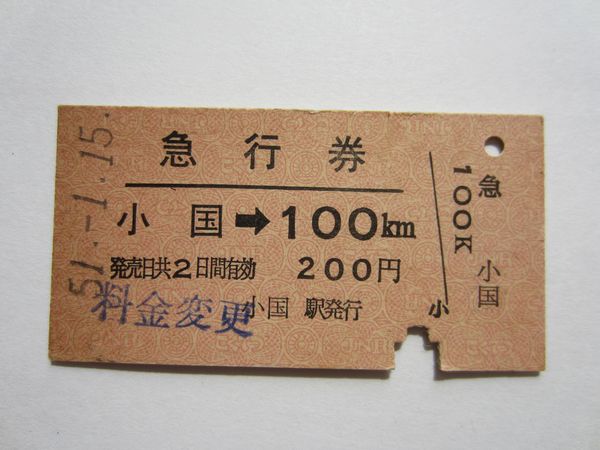 51.-1.15.
急行券
小国➡100km
発売日共2日間有効 200円
料金変更
小国 駅発行
小
急
100K
小国